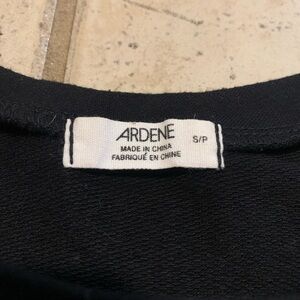 ARDENE
S/P
MADE IN CHINA
FABRIQUÉ EN CHINE